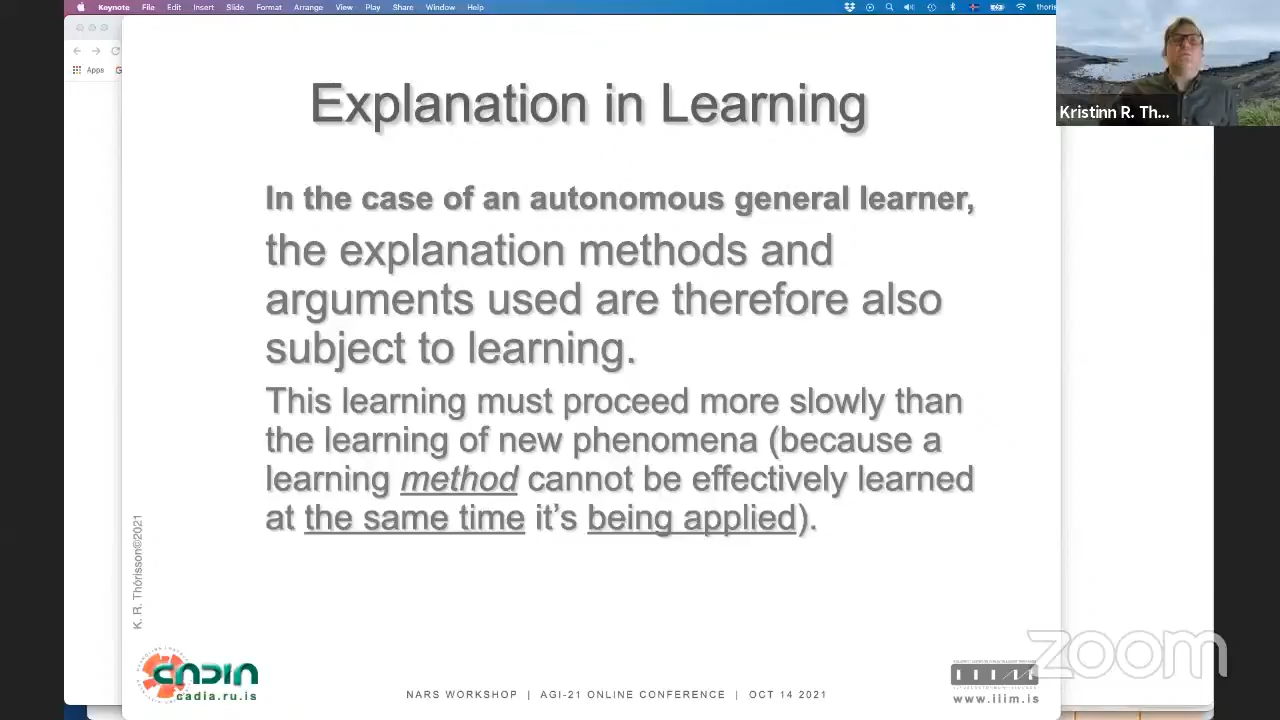 Keynote File Edit Insert Slide Format Arrange View Play Share Window Help
thoris
Apps
Kristinn R. Th...
Explanation in Learning
In the case of an autonomous general learner,
the explanation methods and
arguments used are therefore also
subject to learning.
This learning must proceed more slowly than
the learning of new phenomena (because a
learning method cannot be effectively learned
at the same time it's being applied).
K. R. Thórisson©2021
CADIA
cadia.ru.is
NARS WORKSHOP | AGI-21 ONLINE CONFERENCE | OCT 14 2021
IIIM
www.iiim.is
zoom